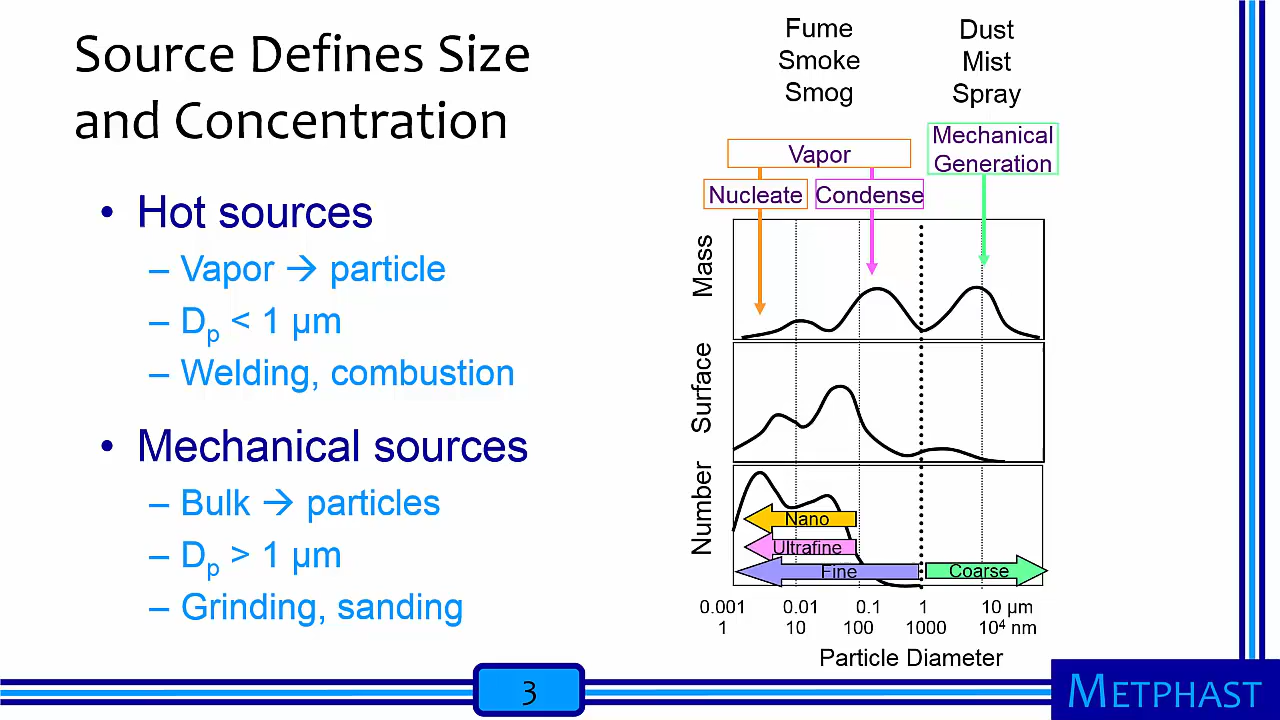 Source Defines Size
and Concentration
• Hot sources
– Vapor → particle
– Dp < 1 µm
– Welding, combustion
• Mechanical sources
– Bulk → particles
– Dp > 1 µm
– Grinding, sanding
Fume
Smoke
Smog
Dust
Mist
Spray
Vapor
Mechanical
Generation
Nucleate
Condense
Mass
Surface
Number
Nano
Ultrafine
Fine
Coarse
0.001 0.01 0.1 1 10 µm
1 10 100 1000 10⁴ nm
Particle Diameter
3
METPHAST